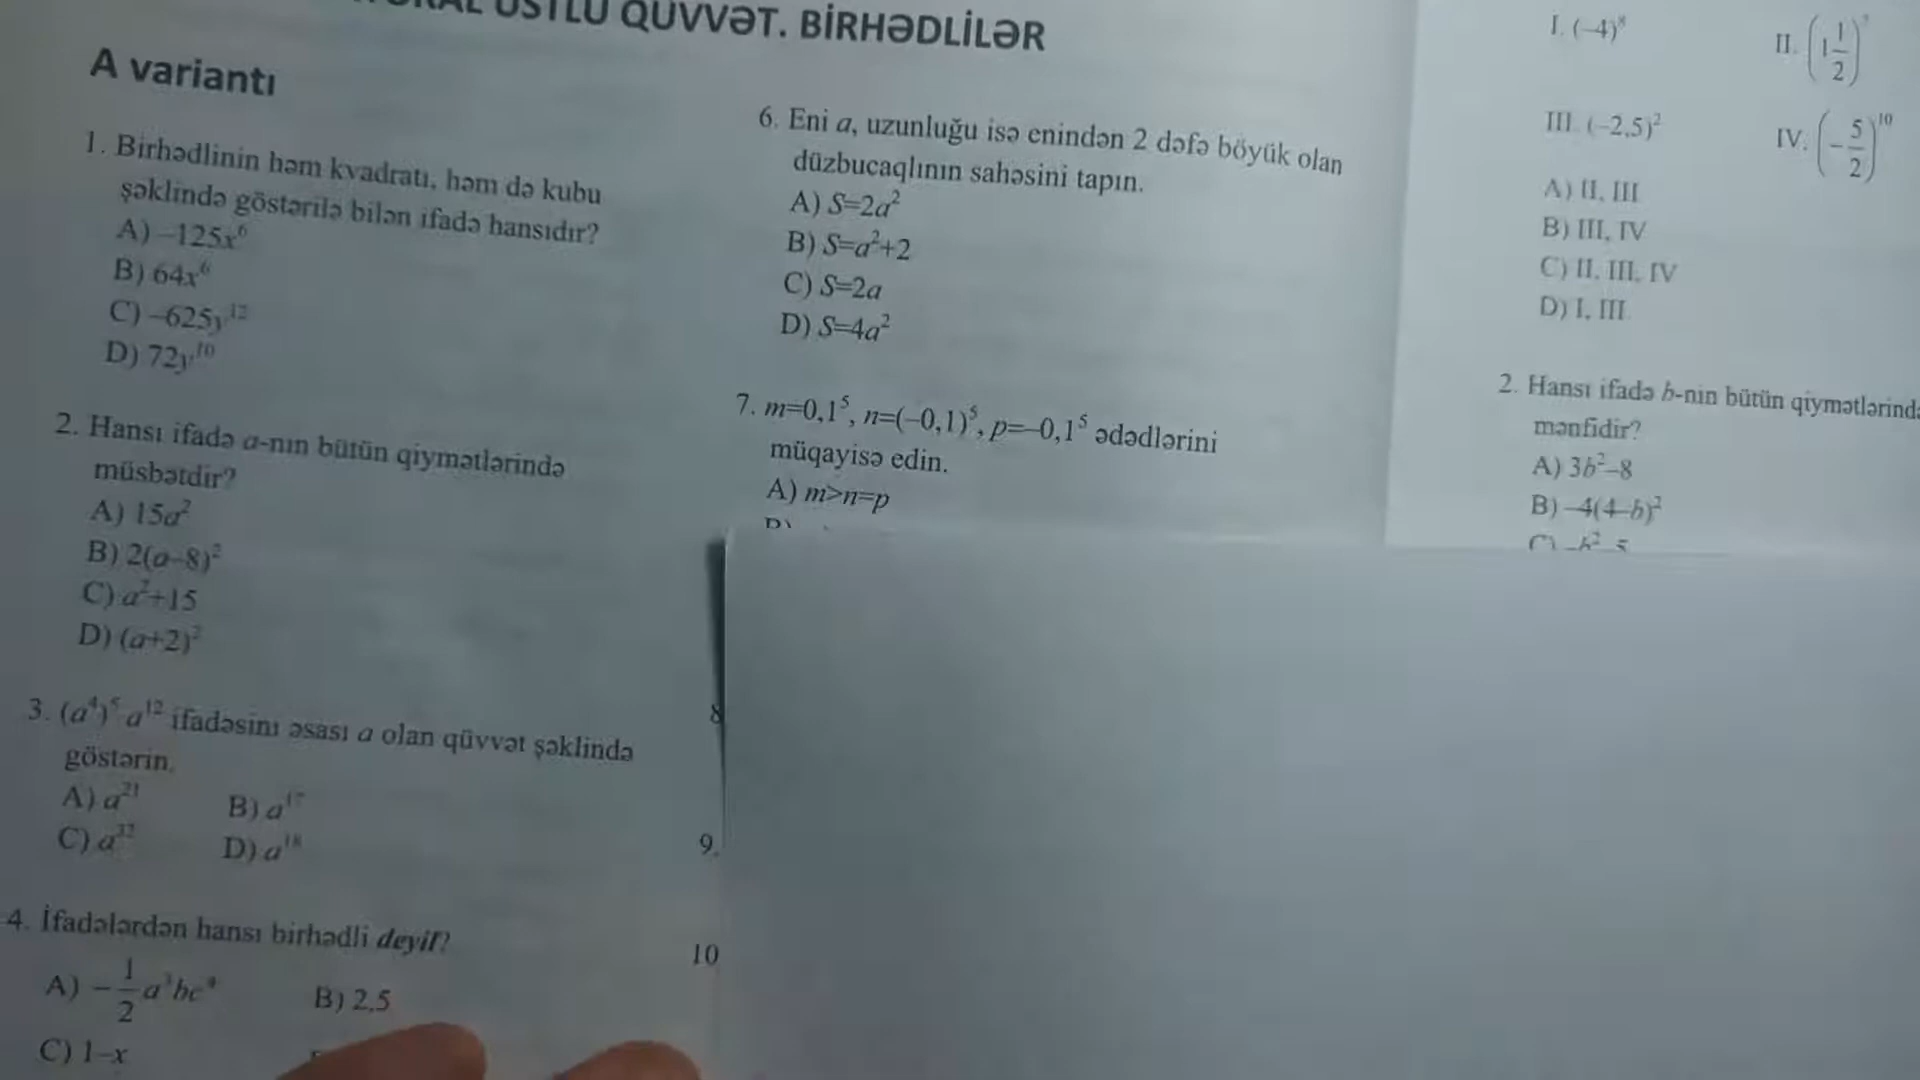 ÜSTLÜ QÜVVƏT. BİRHƏDLİLƏR
A variantı
1. Birhədlinin həm kvadratı, həm də kubu
şəklində göstərilə bilən ifadə hansıdır?
A) –125x⁶
B) 64x⁶
C) –625y¹²
D) 72y¹⁰
2. Hansı ifadə a-nın bütün qiymətlərində
müsbətdir?
A) 15a²
B) 2(a–8)²
C) a²+15
D) (a+2)²
3. (a⁴)⁵ a¹² ifadəsini əsası a olan qüvvət şəklində
göstərin.
A) a²¹ B) a¹⁷
C) a³² D) a¹⁸
4. İfadələrdən hansı birhədli deyil?
A) –1/2 a³bc⁴ B) 2,5
C) 1–x
6. Eni a, uzunluğu isə enindən 2 dəfə böyük olan
düzbucaqlının sahəsini tapın.
A) S=2a²
B) S=a²+2
C) S=2a
D) S=4a²
7. m=0,1⁵, n=(–0,1)⁵, p=–0,1⁵ ədədlərini
müqayisə edin.
A) m>n=p
8
9.
10
I. (–4)⁸ II. (1 1/2)
III. (–2,5)² IV. (–5/2)¹⁰
A) II, III
B) III, IV
C) II, III, IV
D) I, III
2. Hansı ifadə b-nin bütün qiymətlərində
mənfidir?
A) 3b²–8
B) –4(4–b)²
C) –b²–5